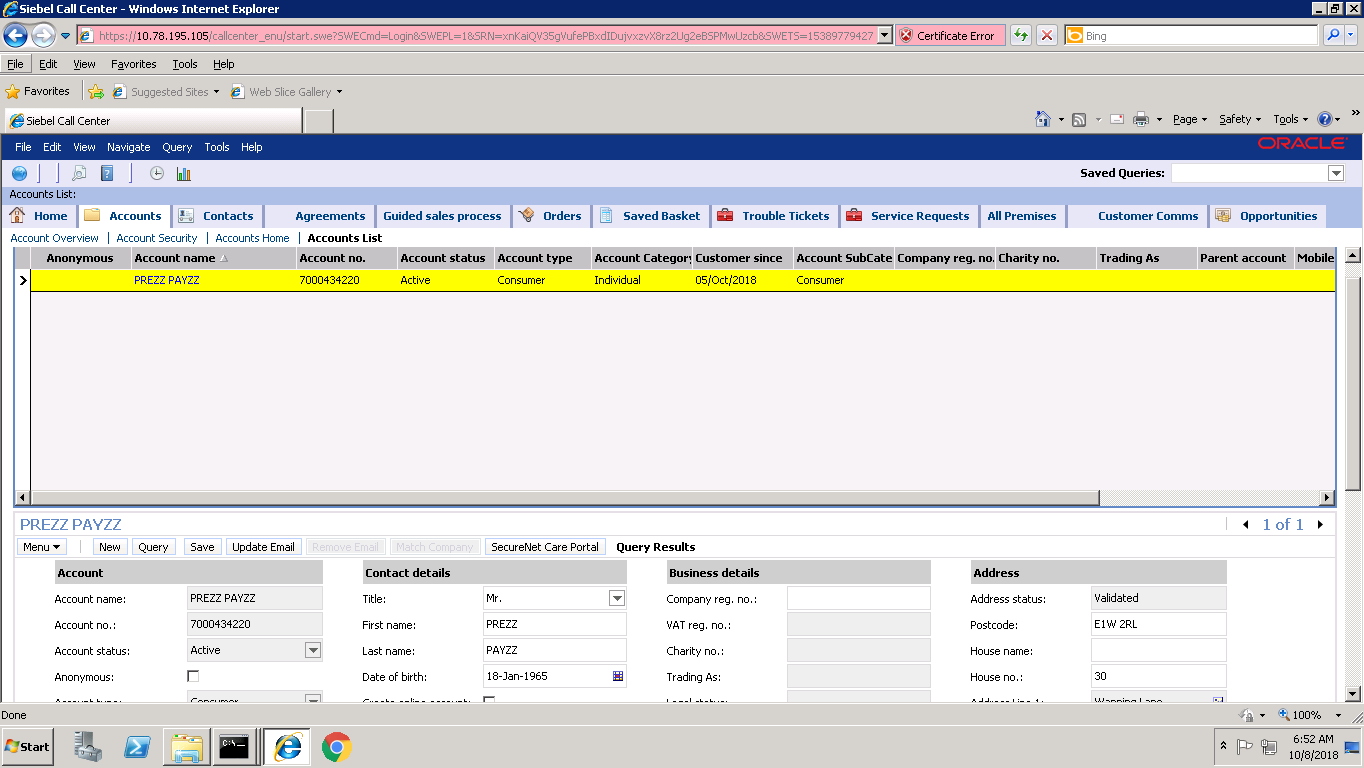 Siebel Call Center - Windows Internet Explorer
https://10.78.195.105/callcenter_enu/start.swe?SWECmd=Login&SWEPL=1&SRN=xnKaiQV35gVufePBxdIDujvxzvX8rz2Ug2eBSPMwUzcb&SWETS=15389779427 Certificate Error Bing
File Edit View Favorites Tools Help
Favorites Suggested Sites Web Slice Gallery
Siebel Call Center Page Safety Tools
File Edit View Navigate Query Tools Help ORACLE
Saved Queries:
Accounts List:
Home Accounts Contacts Agreements Guided sales process Orders Saved Basket Trouble Tickets Service Requests All Premises Customer Comms Opportunities
Account Overview | Account Security | Accounts Home | Accounts List
Anonymous Account name Account no. Account status Account type Account Category Customer since Account SubCate Company reg. no. Charity no. Trading As Parent account Mobile
PREZZ PAYZZ 7000434220 Active Consumer Individual 05/Oct/2018 Consumer
PREZZ PAYZZ 1 of 1
Menu New Query Save Update Email Remove Email Match Company SecureNet Care Portal Query Results
Account Contact details Business details Address
Account name: PREZZ PAYZZ Title: Mr. Company reg. no.: Address status: Validated
Account no.: 7000434220 First name: PREZZ VAT reg. no.: Postcode: E1W 2RL
Account status: Active Last name: PAYZZ Charity no.: House name:
Anonymous: Date of birth: 18-Jan-1965 Trading As: House no.: 30
Account type: Consumer Create online account: Legal status: Address Line 1: Wapping Lane
Done 100%
Start C:\ 6:52 AM
10/8/2018